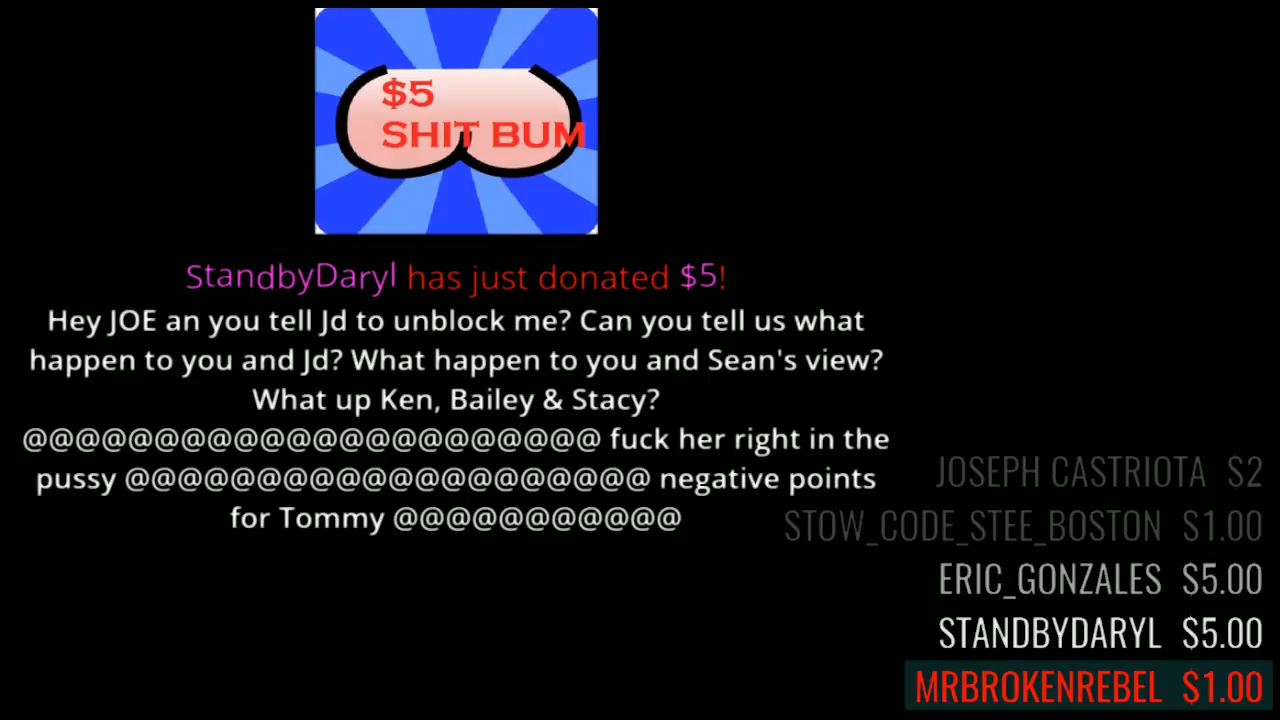 $5
SHIT BUM
StandbyDaryl has just donated $5!
Hey JOE an you tell Jd to unblock me? Can you tell us what
happen to you and Jd? What happen to you and Sean's view?
What up Ken, Bailey & Stacy?
@@@@@@@@@@@@@@@@@@@@@@ fuck her right in the
pussy @@@@@@@@@@@@@@@@@@@@ negative points
for Tommy @@@@@@@@@@@
JOSEPH CASTRIOTA $2
STOW_CODE_STEE_BOSTON $1.00
ERIC_GONZALES $5.00
STANDBYDARYL $5.00
MRBROKENREBEL $1.00